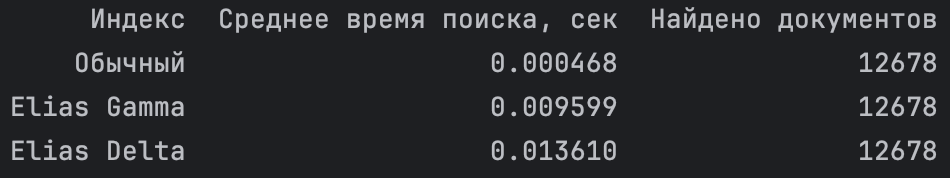 Индекс Среднее время поиска, сек Найдено документов
Обычный 0.000468 12678
Elias Gamma 0.009599 12678
Elias Delta 0.013610 12678